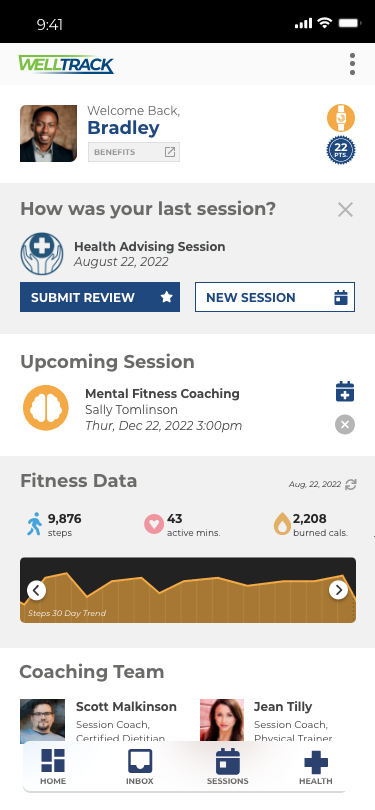 9:41
WELLTRACK
Welcome Back,
Bradley
BENEFITS
22
PTS.
How was your last session?
Health Advising Session
August 22, 2022
SUBMIT REVIEW
NEW SESSION
Upcoming Session
Mental Fitness Coaching
Sally Tomlinson
Thur, Dec 22, 2022 3:00pm
Fitness Data
Aug, 22, 2022
9,876
steps
43
active mins.
2,208
burned cals.
Steps 30 Day Trend
Coaching Team
Scott Malkinson
Session Coach,
Certified Dietitian
Jean Tilly
Session Coach,
Physical Trainer
HOME
INBOX
SESSIONS
HEALTH